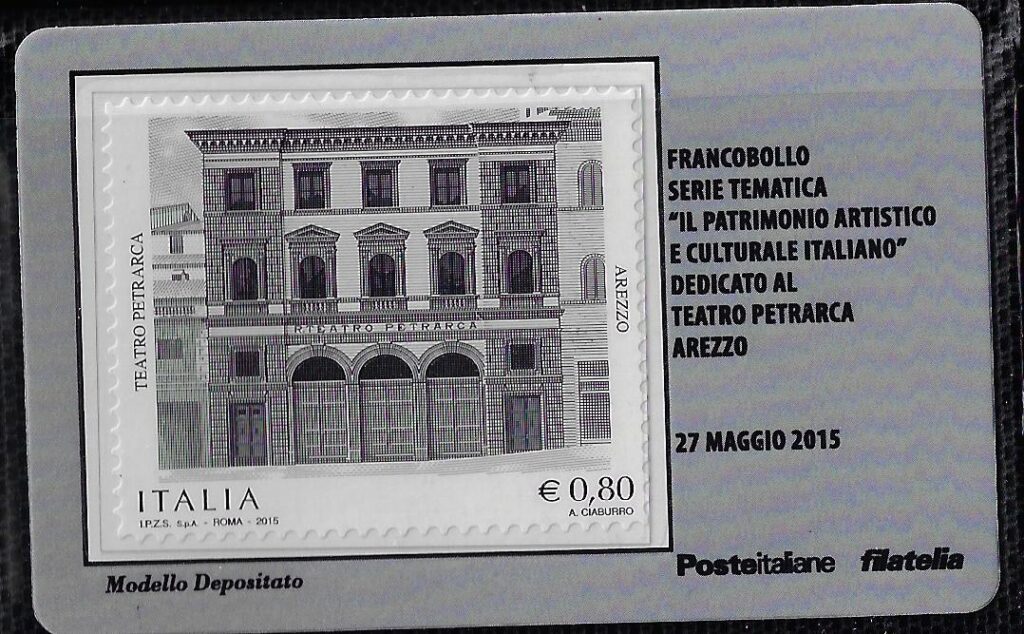 TEATRO PETRARCA
R.TEATRO PETRARCA
AREZZO
ITALIA
I.P.Z.S. S.p.A. - ROMA - 2015
€ 0,80
A. CIABURRO
Modello Depositato
FRANCOBOLLO
SERIE TEMATICA
"IL PATRIMONIO ARTISTICO
E CULTURALE ITALIANO"
DEDICATO AL
TEATRO PETRARCA
AREZZO
27 MAGGIO 2015
Posteitaliane filatelia